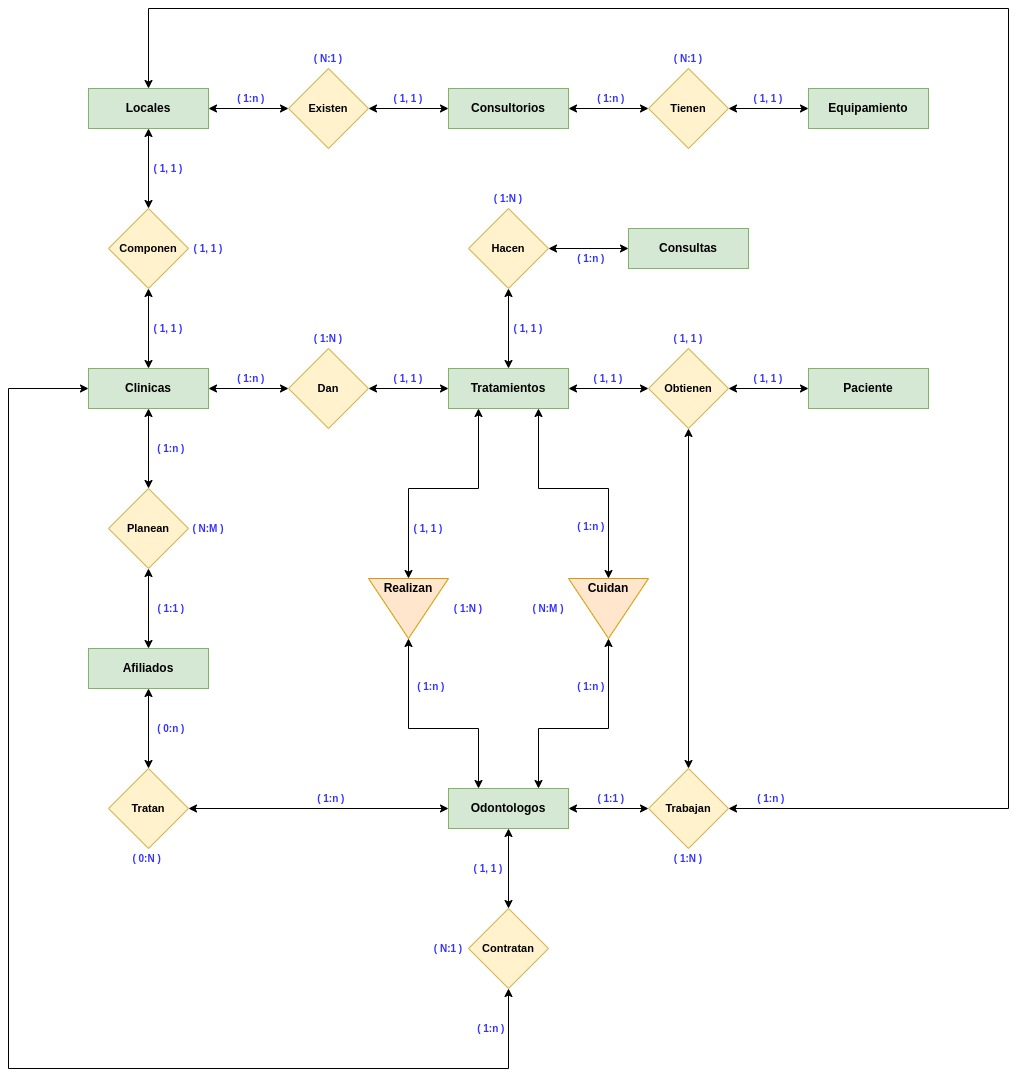 ( N:1 )
( N:1 )
Locales
( 1:n )
Existen
( 1, 1 )
Consultorios
( 1:n )
Tienen
( 1, 1 )
Equipamiento
( 1, 1 )
( 1:N )
Componen
( 1, 1 )
Hacen
( 1:n )
Consultas
( 1, 1 )
( 1, 1 )
( 1:N )
( 1, 1 )
Clinicas
( 1:n )
Dan
( 1, 1 )
Tratamientos
( 1, 1 )
Obtienen
( 1, 1 )
Paciente
( 1:n )
Planean
( N:M )
( 1, 1 )
( 1:n )
Realizan
Cuidan
( 1:1 )
( 1:N )
( N:M )
Afiliados
( 1:n )
( 1:n )
( 0:n )
Tratan
( 1:n )
Odontologos
( 1:1 )
Trabajan
( 1:n )
( 0:N )
( 1:N )
( 1, 1 )
( N:1 )
Contratan
( 1:n )